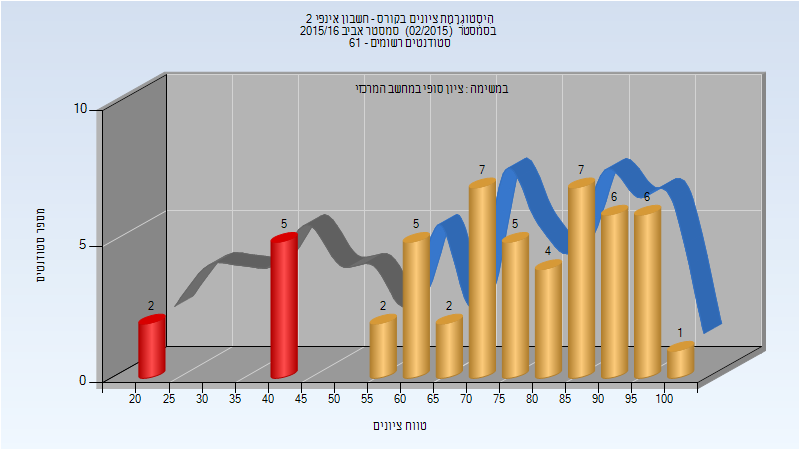 היסטוגרמת ציונים בקורס - חשבון אינפי 2
בסמסטר (02/2015) סמסטר אביב 2015/16
סטודנטים רשומים - 61
במשימה : ציון סופי במחשב המרכזי
מספר סטודנטים
10
5
0
2
5
2
5
2
7
5
4
7
6
6
1
20 25 30 35 40 45 50 55 60 65 70 75 80 85 90 95 100
טווח ציונים